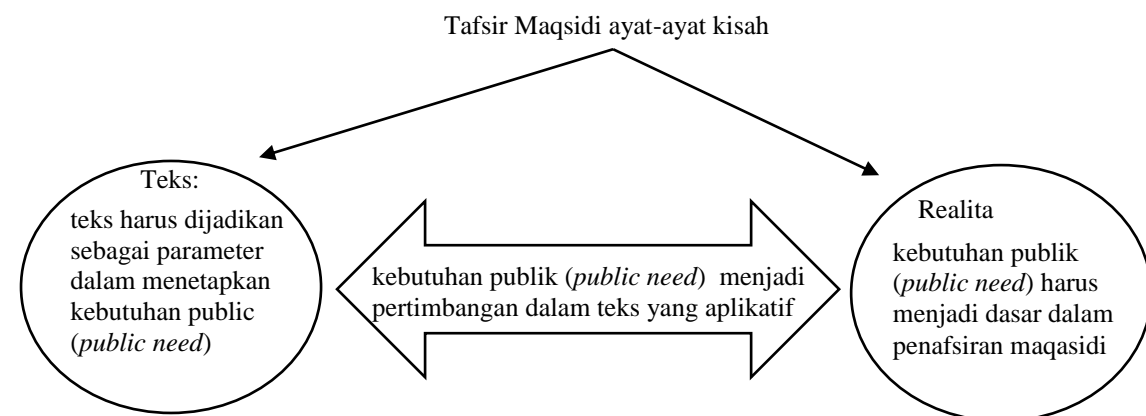 Tafsir Maqsidi ayat-ayat kisah
Teks:
teks harus dijadikan
sebagai parameter
dalam menetapkan
kebutuhan public
(public need)
kebutuhan publik (public need) menjadi
pertimbangan dalam teks yang aplikatif
Realita
kebutuhan publik
(public need) harus
menjadi dasar dalam
penafsiran maqasidi